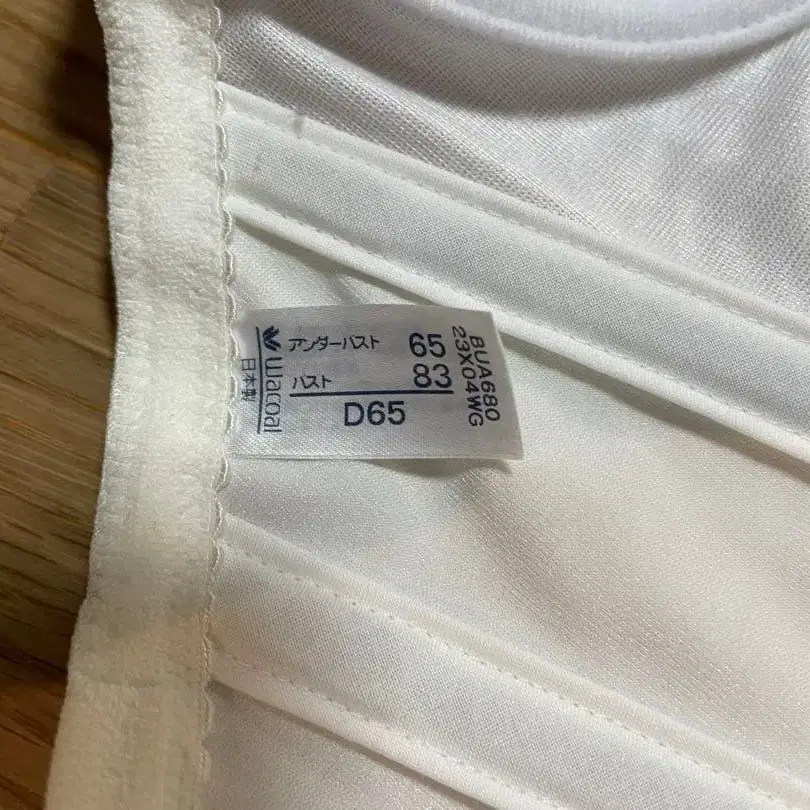 アンダーバスト 65
バスト 83
D65
Wacoal
日本製
BUA680
23X04WG